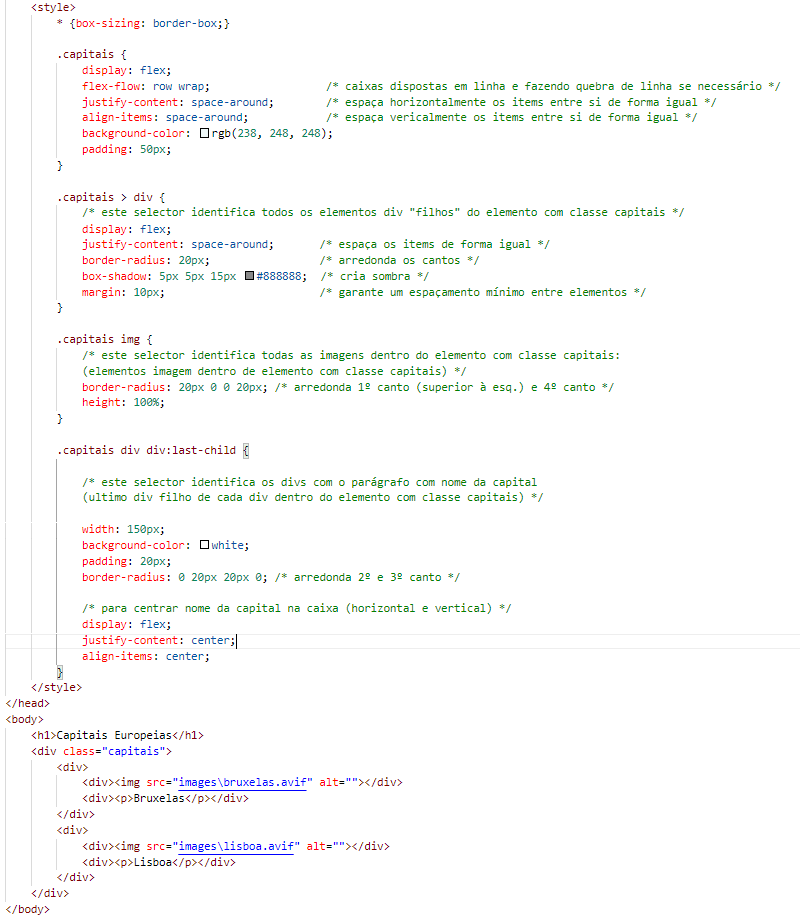 <style>
* {box-sizing: border-box;}
.capitais {
display: flex;
flex-flow: row wrap; /* caixas dispostas em linha e fazendo quebra de linha se necessário */
justify-content: space-around; /* espaça horizontalmente os items entre si de forma igual */
align-items: space-around; /* espaça vericalmente os items entre si de forma igual */
background-color: rgb(238, 248, 248);
padding: 50px;
}
.capitais > div {
/* este selector identifica todos os elementos div "filhos" do elemento com classe capitais */
display: flex;
justify-content: space-around; /* espaça os items de forma igual */
border-radius: 20px; /* arredonda os cantos */
box-shadow: 5px 5px 15px #888888; /* cria sombra */
margin: 10px; /* garante um espaçamento mínimo entre elementos */
}
.capitais img {
/* este selector identifica todas as imagens dentro do elemento com classe capitais:
(elementos imagem dentro de elemento com classe capitais) */
border-radius: 20px 0 0 20px; /* arredonda 1º canto (superior à esq.) e 4º canto */
height: 100%;
}
.capitais div div:last-child {
/* este selector identifica os divs com o parágrafo com nome da capital
(ultimo div filho de cada div dentro do elemento com classe capitais) */
width: 150px;
background-color: white;
padding: 20px;
border-radius: 0 20px 20px 0; /* arredonda 2º e 3º canto */
/* para centrar nome da capital na caixa (horizontal e vertical) */
display: flex;
justify-content: center;
align-items: center;
}
</style>
</head>
<body>
<h1>Capitais Europeias</h1>
<div class="capitais">
<div>
<div><img src="images\bruxelas.avif" alt=""></div>
<div><p>Bruxelas</p></div>
</div>
<div>
<div><img src="images\lisboa.avif" alt=""></div>
<div><p>Lisboa</p></div>
</div>
</div>
</body>